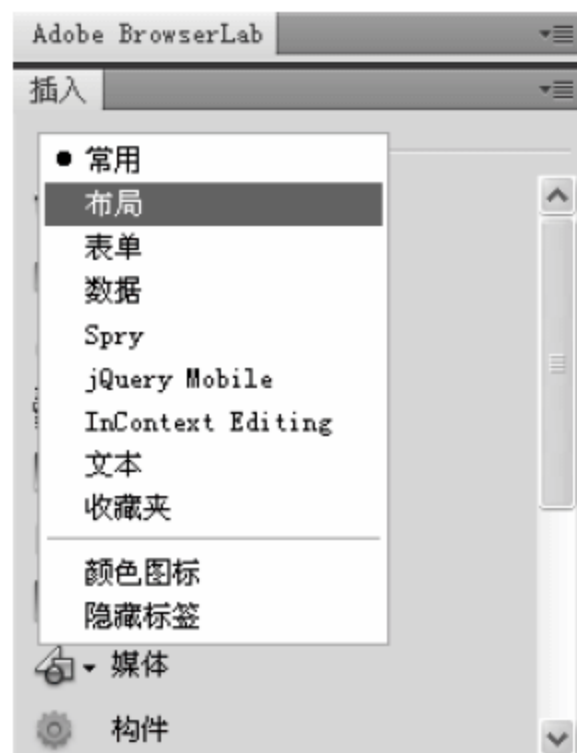 Adobe BrowserLab
插入
常用
布局
表单
数据
Spry
jQuery Mobile
InContext Editing
文本
收藏夹
颜色图标
隐藏标签
媒体
构件